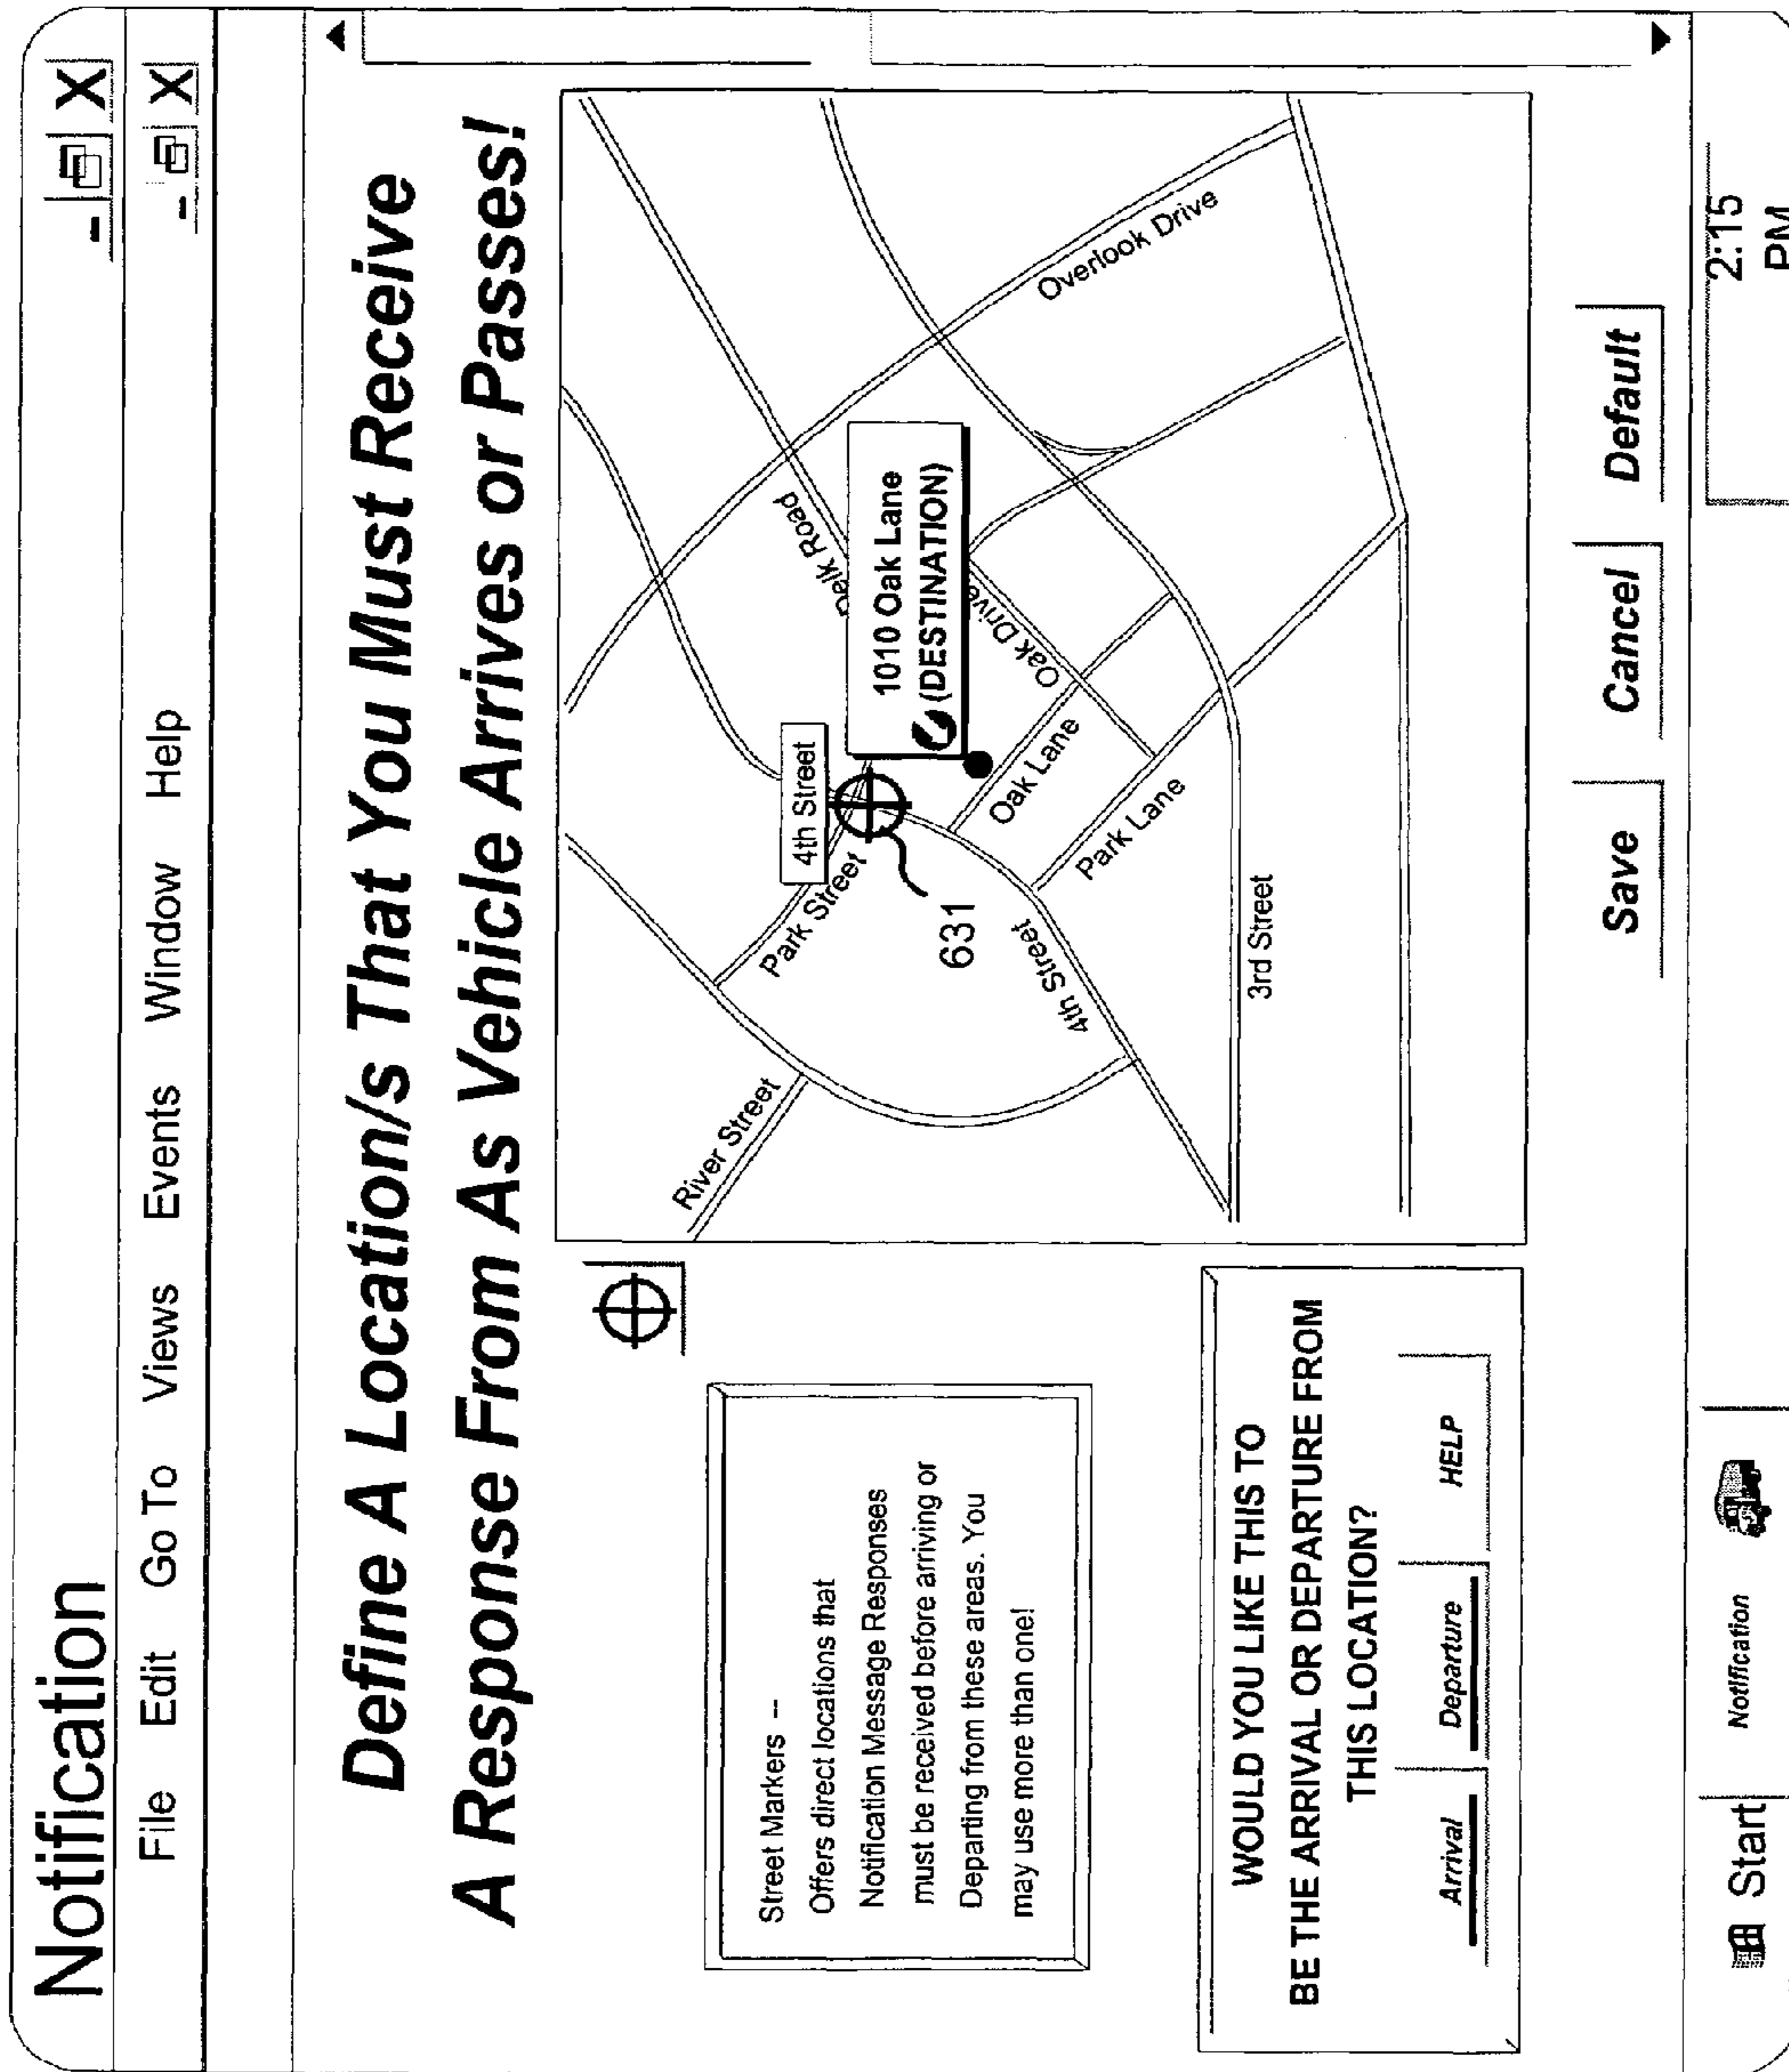 Notification
File Edit Go To Views Events Window Help
Define A Location/s That You Must Receive
A Response From As Vehicle Arrives or Passes!
Street Markers --
Offers direct locations that
Notification Message Responses
must be received before arriving or
Departing from these areas. You
may use more than one!
WOULD YOU LIKE THIS TO
BE THE ARRIVAL OR DEPARTURE FROM
THIS LOCATION?
Arrival Departure HELP
River Street
Park Street
4th Street
631
4th Street
3rd Street
Park Lane
Oak Lane
Oak Drive
1010 Oak Lane
(DESTINATION)
Road
Overlook Drive
Save Cancel Default
Start Notification 2:15
PM